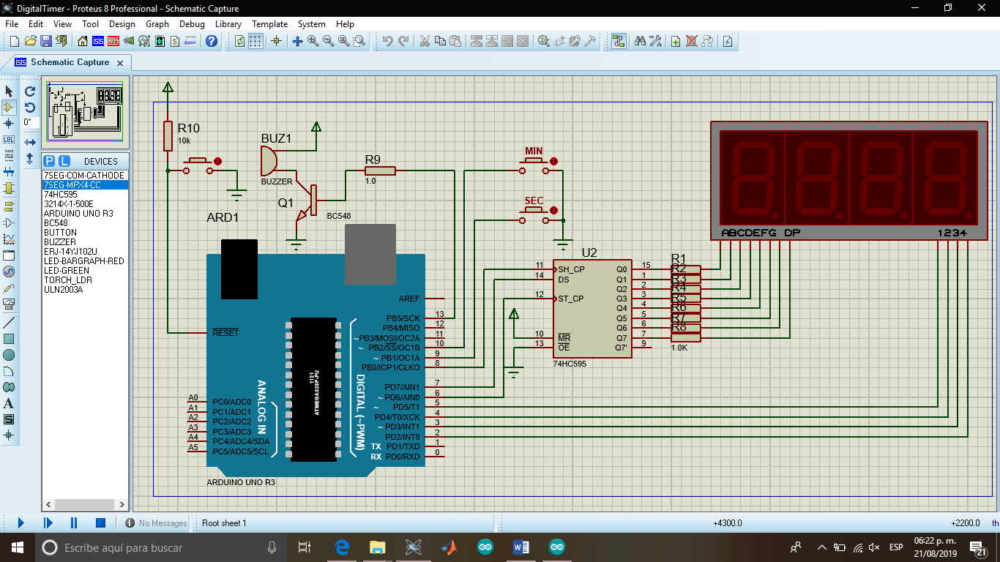 DigitalTimer - Proteus 8 Professional - Schematic Capture
File Edit View Tool Design Graph Debug Library Template System Help
Schematic Capture
0°
P L DEVICES
7SEG-COM-CATHODE
7SEG-MPX4-CC
74HC595
3214X-1-500E
ARDUINO UNO R3
BC548
BUTTON
BUZZER
ERJ-14YJ102U
LED-BARGRAPH-RED
LED-GREEN
TORCH_LDR
ULN2003A
R10
10k
BUZ1
BUZZER
Q1
BC548
R9
1.0
MIN
SEC
ABCDEFG DP
1234
ARD1
RESET
AREF
PB5/SCK 13
PB4/MISO 12
~PB3/MOSI/OC2A 11
~ PB2/SS/OC1B 10
~ PB1/OC1A 9
PB0/ICP1/CLKO 8
PD7/AIN1 7
~ PD6/AIN0 6
~ PD5/T1 5
PD4/T0/XCK 4
~ PD3/INT1 3
PD2/INT0 2
TX PD1/TXD 1
RX PD0/RXD 0
A0 PC0/ADC0
A1 PC1/ADC1
A2 PC2/ADC2
A3 PC3/ADC3
A4 PC4/ADC4/SDA
A5 PC5/ADC5/SCL
ANALOG IN
1121
ATMEGA328P-PU
DIGITAL (~PWM)
ARDUINO UNO R3
U2
11 SH_CP
14 DS
12 ST_CP
10 MR
13 OE
Q0 15
Q1 1
Q2 2
Q3 3
Q4 4
Q5 5
Q6 6
Q7 7
Q7' 9
74HC595
R1
R2
R3
R4
R5
R6
R7
R8
1.0K
No Messages
Root sheet 1
+4300.0
+2200.0
th
Escribe aquí para buscar
ESP
06:22 p. m.
21/08/2019
21